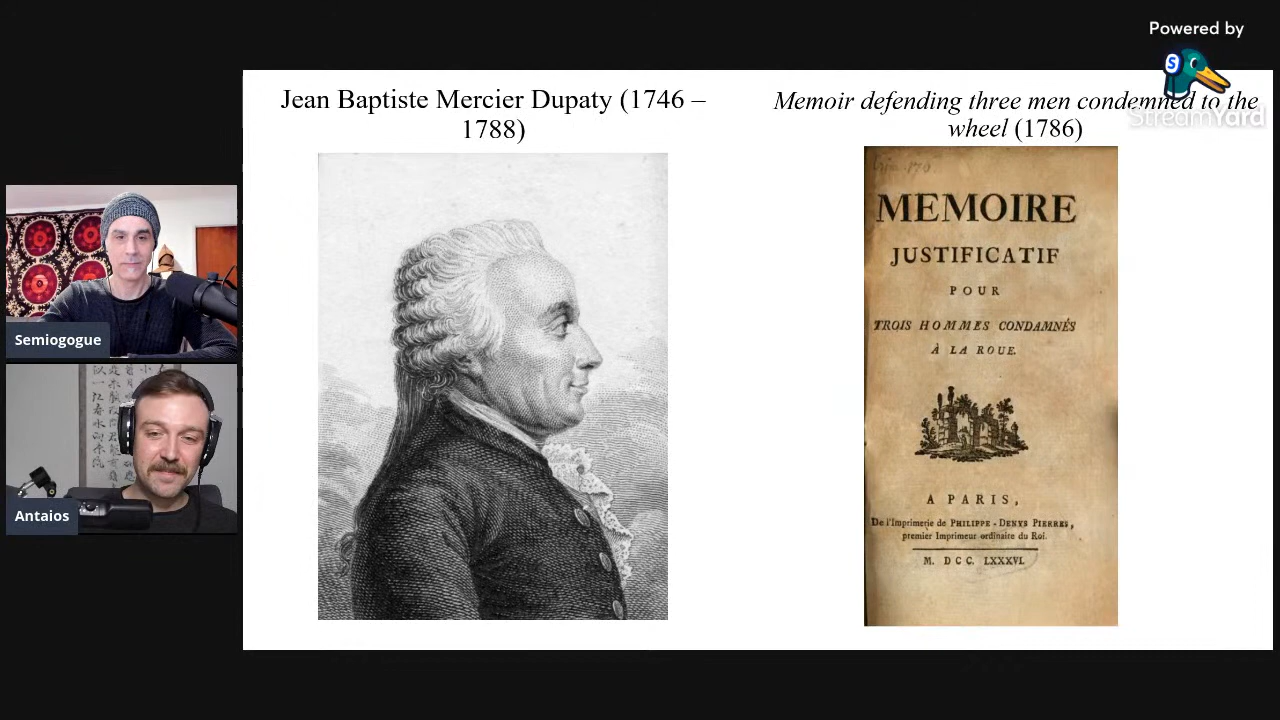 Powered by
S
StreamYard
Jean Baptiste Mercier Dupaty (1746 –
1788)
Memoir defending three men condemned to the
wheel (1786)
MEMOIRE
JUSTIFICATIF
POUR
TROIS HOMMES CONDAMNÉS
À LA ROUE.
A PARIS,
De l'Imprimerie de PHILIPPE-DENYS PIERRES,
premier Imprimeur ordinaire du Roi.
M. DCC. LXXXVI.
Semiogogue
Antaios